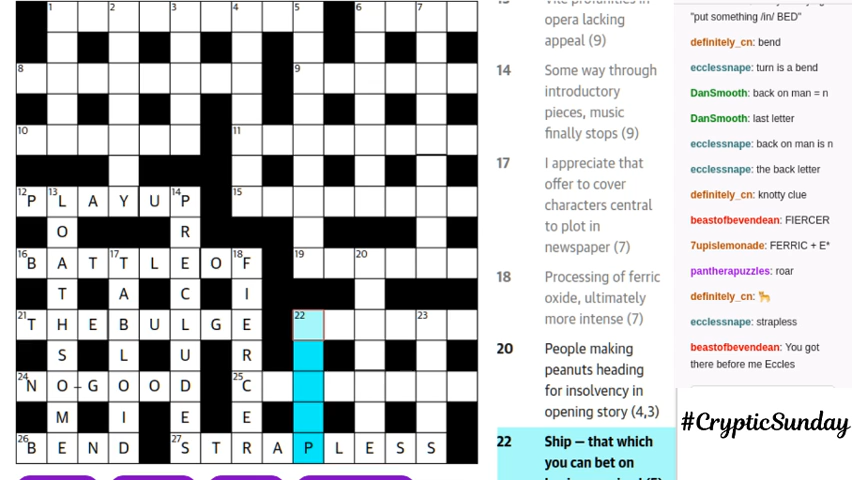 1 2 3 4 5 6 7
8 9
10 11
12 P 13 L A Y U 14 P 15
O R
16 B A T 17 T L E O 18 F 19 20
T A C I
21 T H E B U L G E 22 23
S L U R
24 N O - G O O D 25 C
M I E E
26 B E N D 27 S T R A P L E S S
opera lacking
appeal (9)
14 Some way through
introductory
pieces, music
finally stops (9)
17 I appreciate that
offer to cover
characters central
to plot in
newspaper (7)
18 Processing of ferric
oxide, ultimately
more intense (7)
20 People making
peanuts heading
for insolvency in
opening story (4,3)
22 Ship — that which
you can bet on
"put something /in/ BED"
definitely_cn: bend
ecclessnape: turn is a bend
DanSmooth: back on man = n
DanSmooth: last letter
ecclessnape: back on man is n
ecclessnape: the back letter
definitely_cn: knotty clue
beastofbevendean: FIERCER
7upislemonade: FERRIC + E*
pantherapuzzles: roar
definitely_cn: 🐆
ecclessnape: strapless
beastofbevendean: You got
there before me Eccles
#CrypticSunday